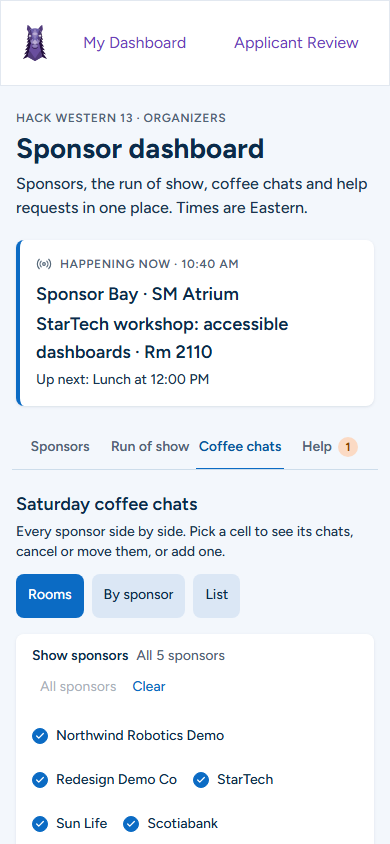 My Dashboard
Applicant Review
HACK WESTERN 13 · ORGANIZERS
Sponsor dashboard
Sponsors, the run of show, coffee chats and help
requests in one place. Times are Eastern.
HAPPENING NOW · 10:40 AM
Sponsor Bay · SM Atrium
StarTech workshop: accessible
dashboards · Rm 2110
Up next: Lunch at 12:00 PM
Sponsors
Run of show
Coffee chats
Help 1
Saturday coffee chats
Every sponsor side by side. Pick a cell to see its chats,
cancel or move them, or add one.
Rooms
By sponsor
List
Show sponsors All 5 sponsors
All sponsors Clear
Northwind Robotics Demo
Redesign Demo Co
StarTech
Sun Life
Scotiabank